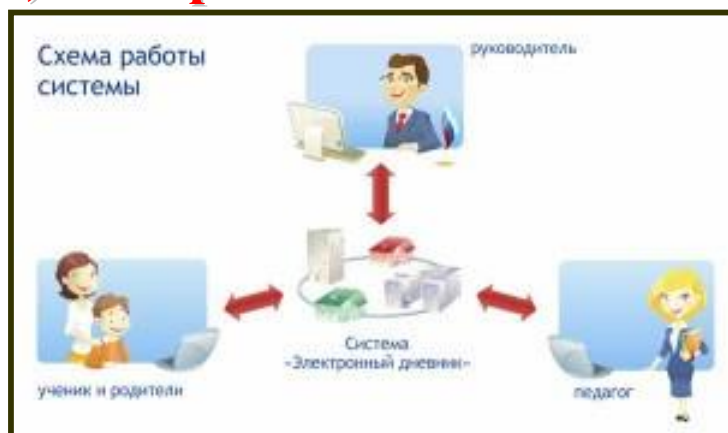 Схема работы
системы
руководитель
Система
«Электронный дневник»
ученик и родители
педагог